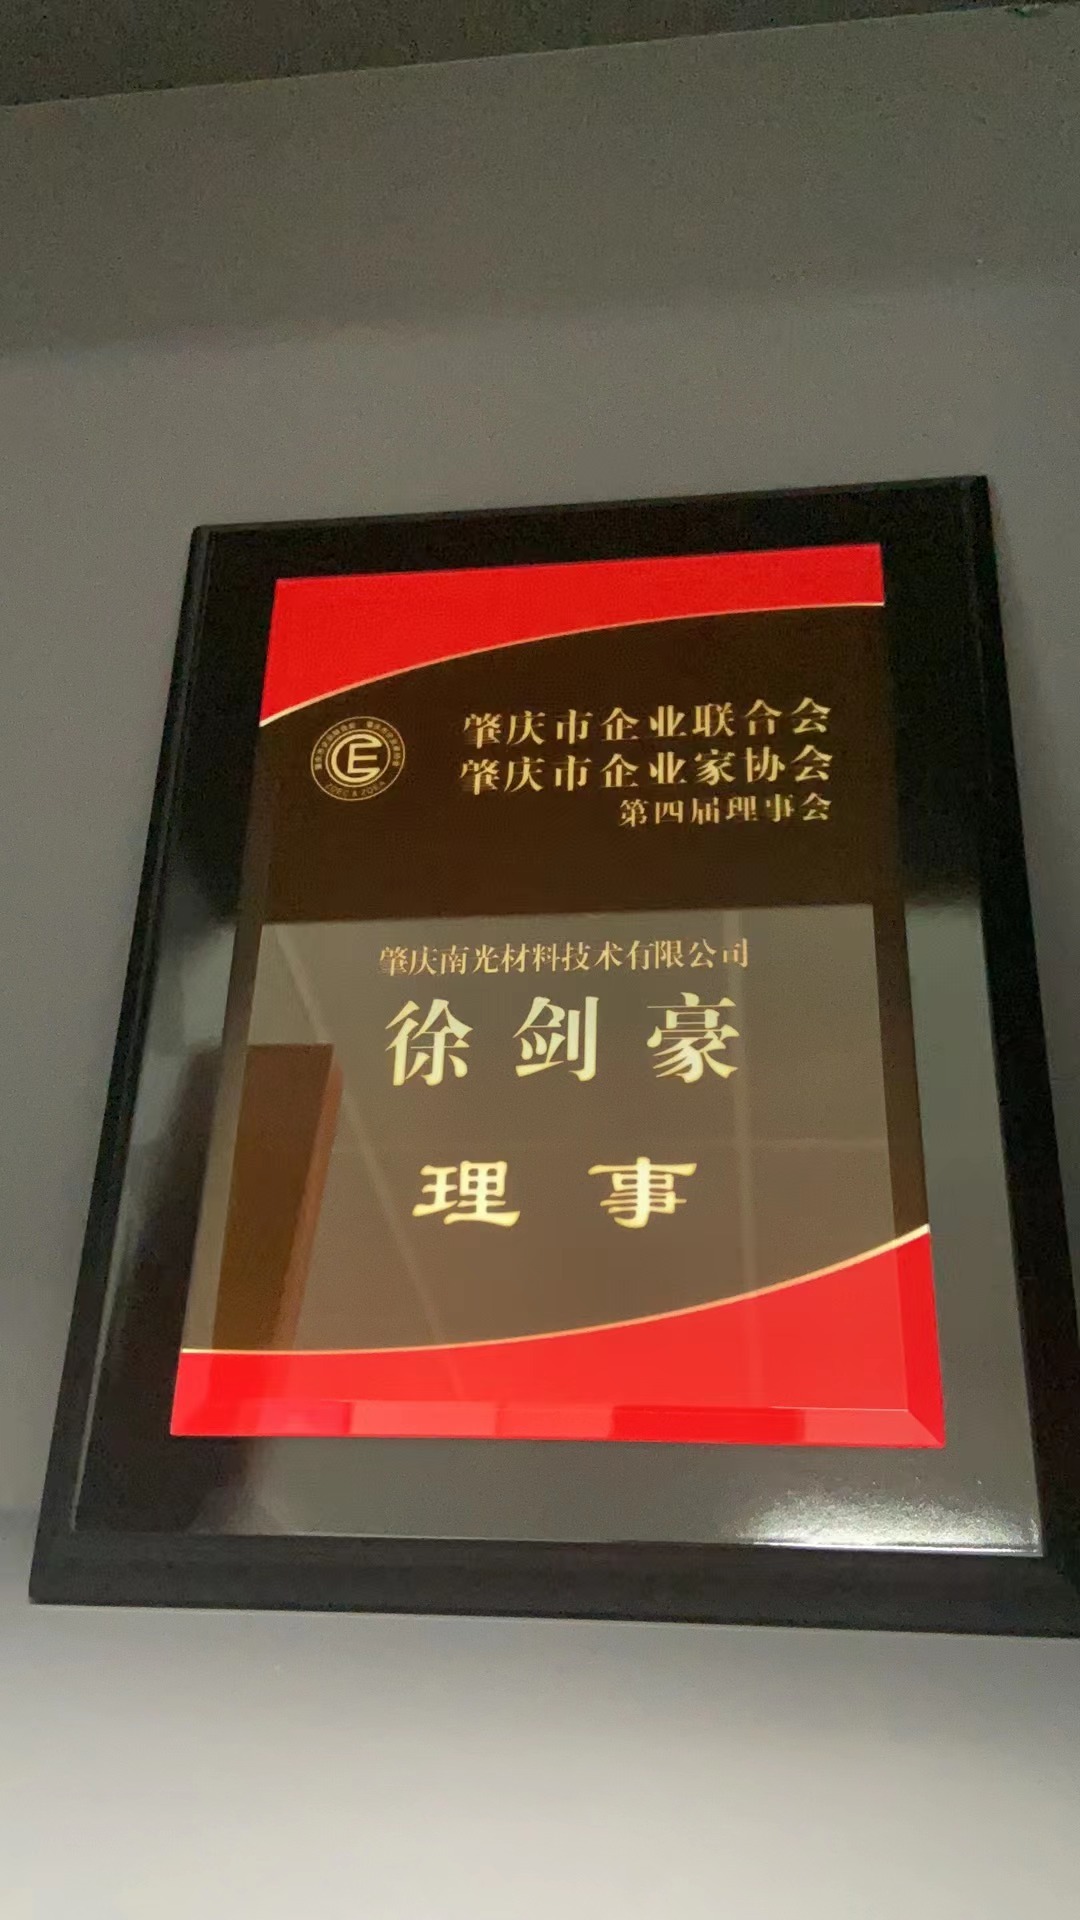 肇庆市企业联合会
肇庆市企业家协会
第四届理事会
肇庆南光材料技术有限公司
徐剑豪
理事